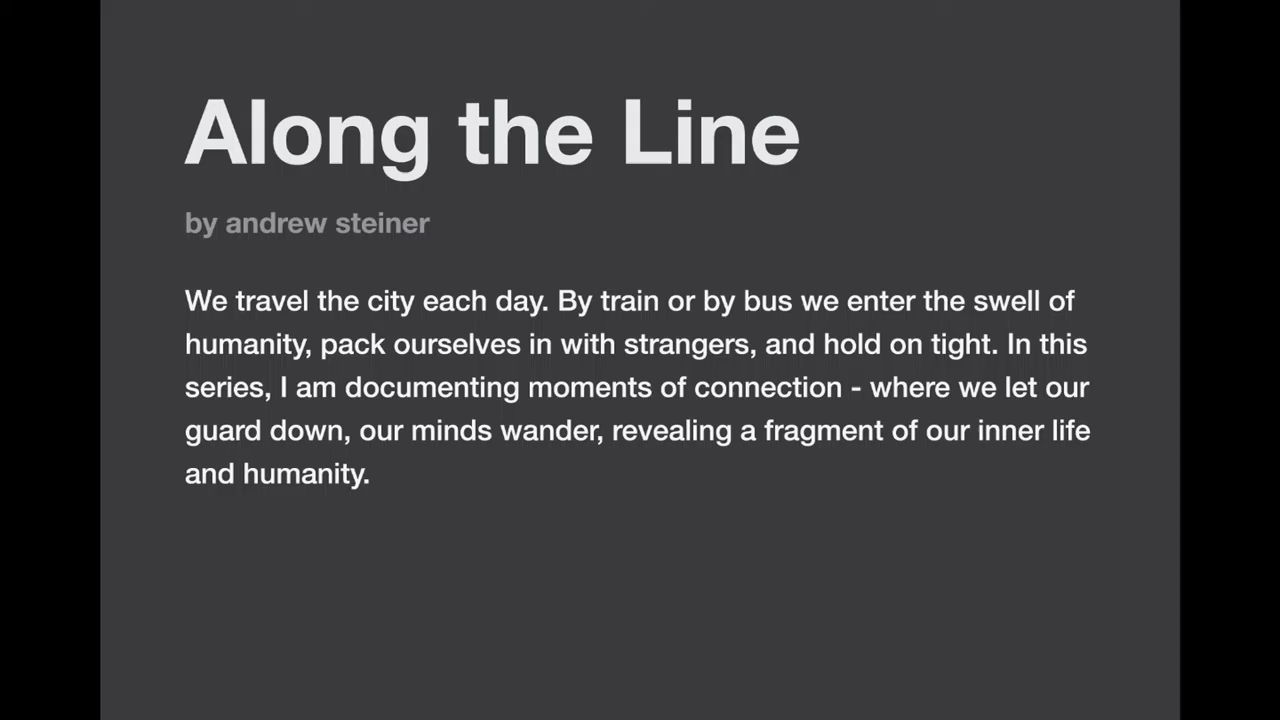 Along the Line
by andrew steiner
We travel the city each day. By train or by bus we enter the swell of
humanity, pack ourselves in with strangers, and hold on tight. In this
series, I am documenting moments of connection - where we let our
guard down, our minds wander, revealing a fragment of our inner life
and humanity.